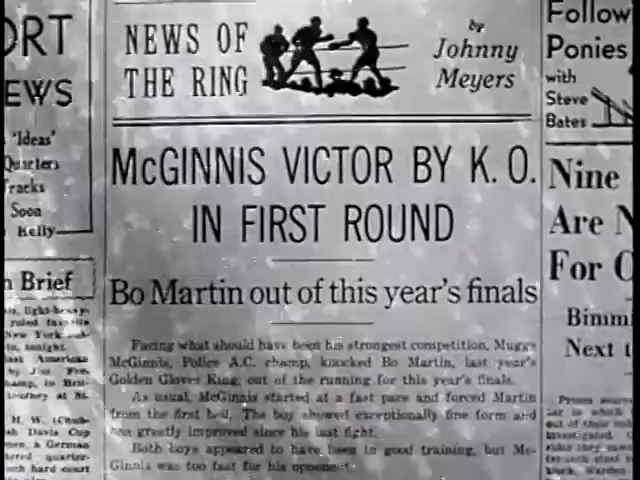 ORT
EWS
'Ideas'
Quarters
Tracks
Soon
Kelly
n Brief
NEWS OF
THE RING
by
Johnny
Meyers
McGINNIS VICTOR BY K. O.
IN FIRST ROUND
Bo Martin out of this year's finals
Facing what should have been his strongest competition, Muggs
McGinnis, Police A.C. champ, knocked Bo Martin, last year's
Golden Gloves King, out of the running for this year's finals.
As usual, McGinnis started at a fast pace and forced Martin
from the first bell. The boy showed exceptionally fine form and
has greatly improved since his last fight.
Both boys appeared to have been in good training, but Mc-
Ginnis was too fast for his opponent.
Follow
Ponies
with
Steve
Bates
Nine
Are N
For C
Bimm
Next t